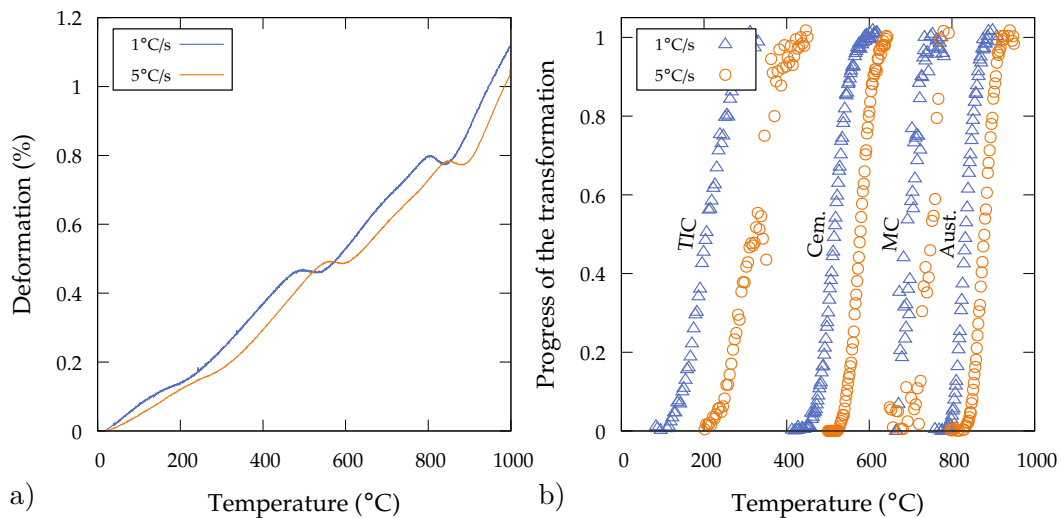 1°C/s
5°C/s
Deformation (%)
1.2
1
0.8
0.6
0.4
0.2
0
0
200
400
600
800
1000
Temperature (°C)
a)
1°C/s
5°C/s
Progress of the transformation
1
0.8
0.6
0.4
0.2
0
TIC
Cem.
MC
Aust.
0
200
400
600
800
1000
Temperature (°C)
b)